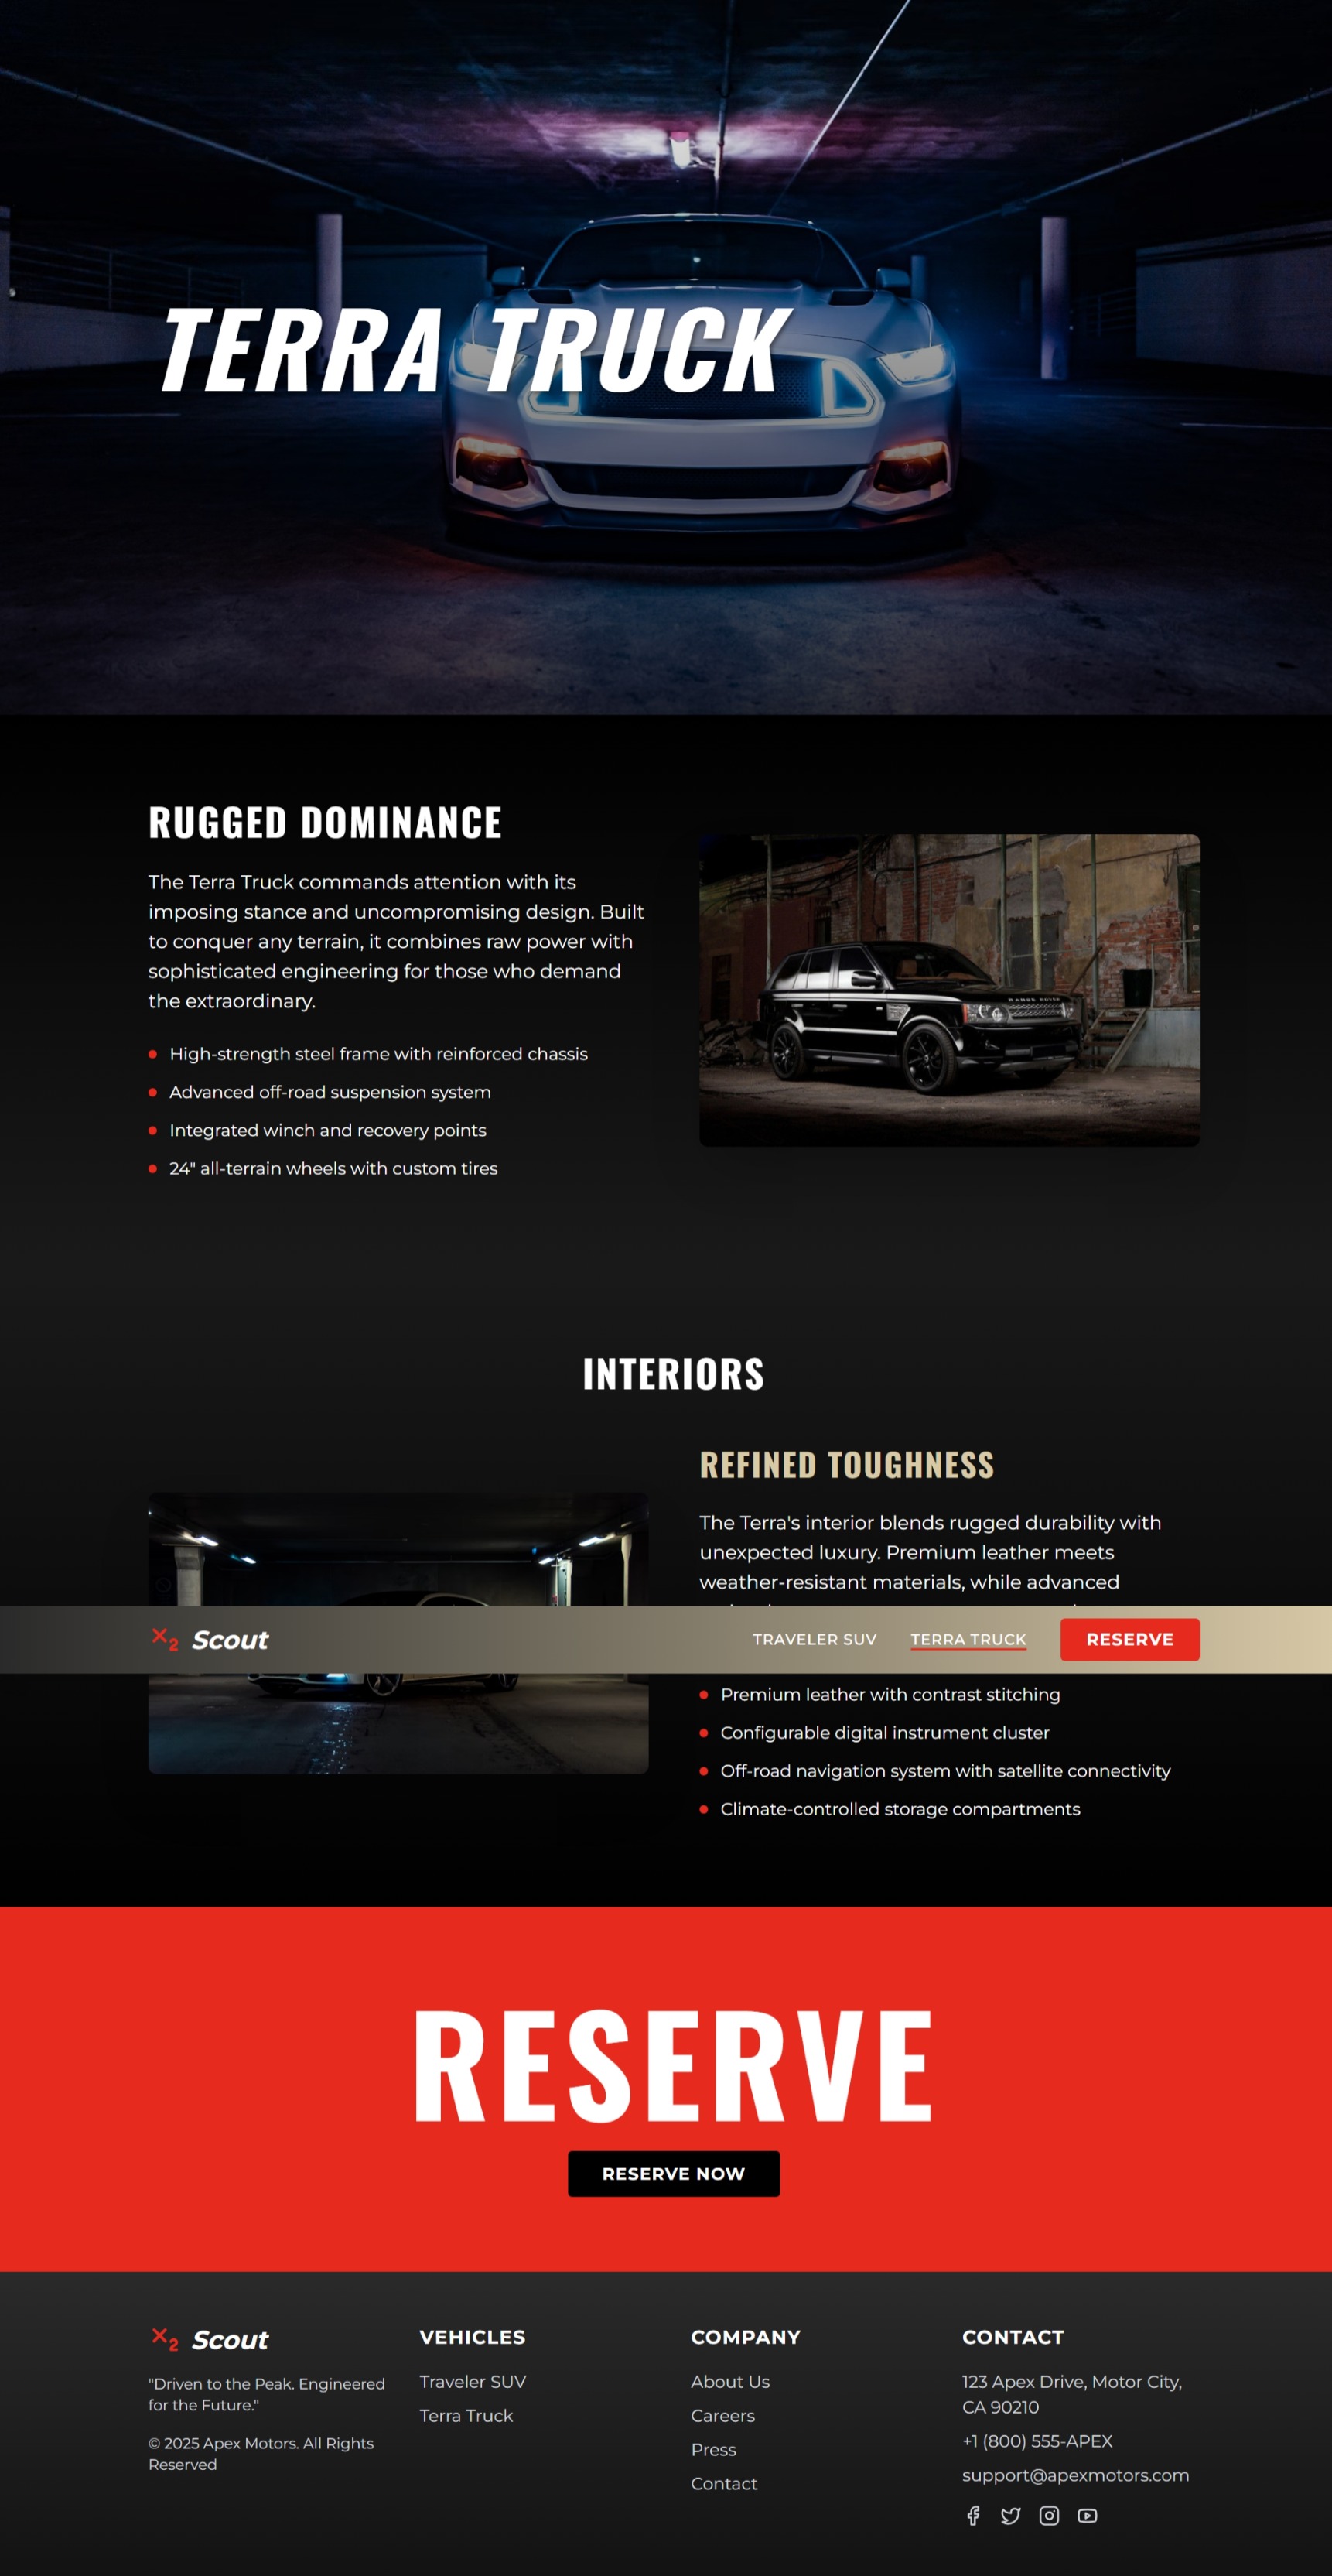 TERRA TRUCK
RUGGED DOMINANCE
The Terra Truck commands attention with its
imposing stance and uncompromising design. Built
to conquer any terrain, it combines raw power with
sophisticated engineering for those who demand
the extraordinary.
High-strength steel frame with reinforced chassis
Advanced off-road suspension system
Integrated winch and recovery points
24" all-terrain wheels with custom tires
RANGE ROVER
INTERIORS
REFINED TOUGHNESS
The Terra's interior blends rugged durability with
unexpected luxury. Premium leather meets
weather-resistant materials, while advanced
X2 Scout
TRAVELER SUV
TERRA TRUCK
RESERVE
Premium leather with contrast stitching
Configurable digital instrument cluster
Off-road navigation system with satellite connectivity
Climate-controlled storage compartments
RESERVE
RESERVE NOW
X2 Scout
"Driven to the Peak. Engineered
for the Future."
© 2025 Apex Motors. All Rights
Reserved
VEHICLES
Traveler SUV
Terra Truck
COMPANY
About Us
Careers
Press
Contact
CONTACT
123 Apex Drive, Motor City,
CA 90210
+1 (800) 555-APEX
support@apexmotors.com